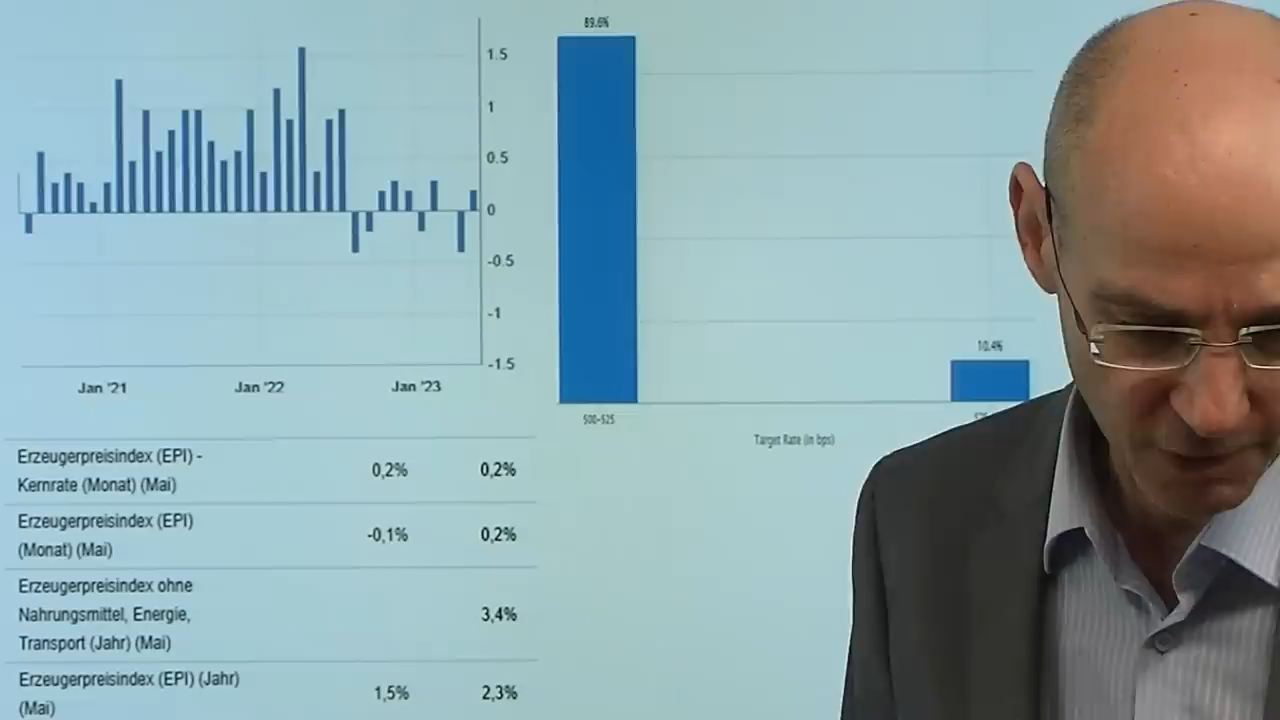 1.5
1
0.5
0
-0.5
-1
-1.5
Jan '21 Jan '22 Jan '23
89.6%
10.4%
500-525
Target Rate (in bps)
Erzeugerpreisindex (EPI) -
Kernrate (Monat) (Mai) 0,2% 0,2%
Erzeugerpreisindex (EPI)
(Monat) (Mai) -0,1% 0,2%
Erzeugerpreisindex ohne
Nahrungsmittel, Energie,
Transport (Jahr) (Mai) 3,4%
Erzeugerpreisindex (EPI) (Jahr)
(Mai) 1,5% 2,3%